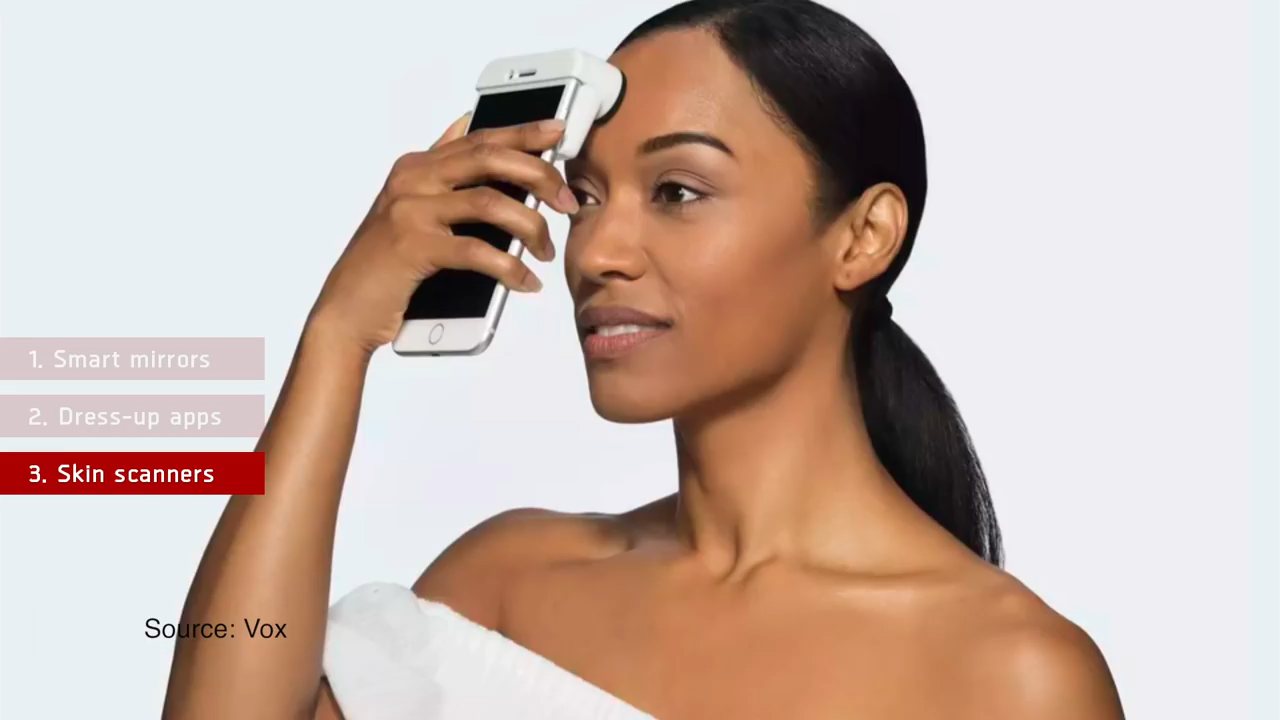 1. Smart mirrors
2. Dress-up apps
3. Skin scanners
Source: Vox